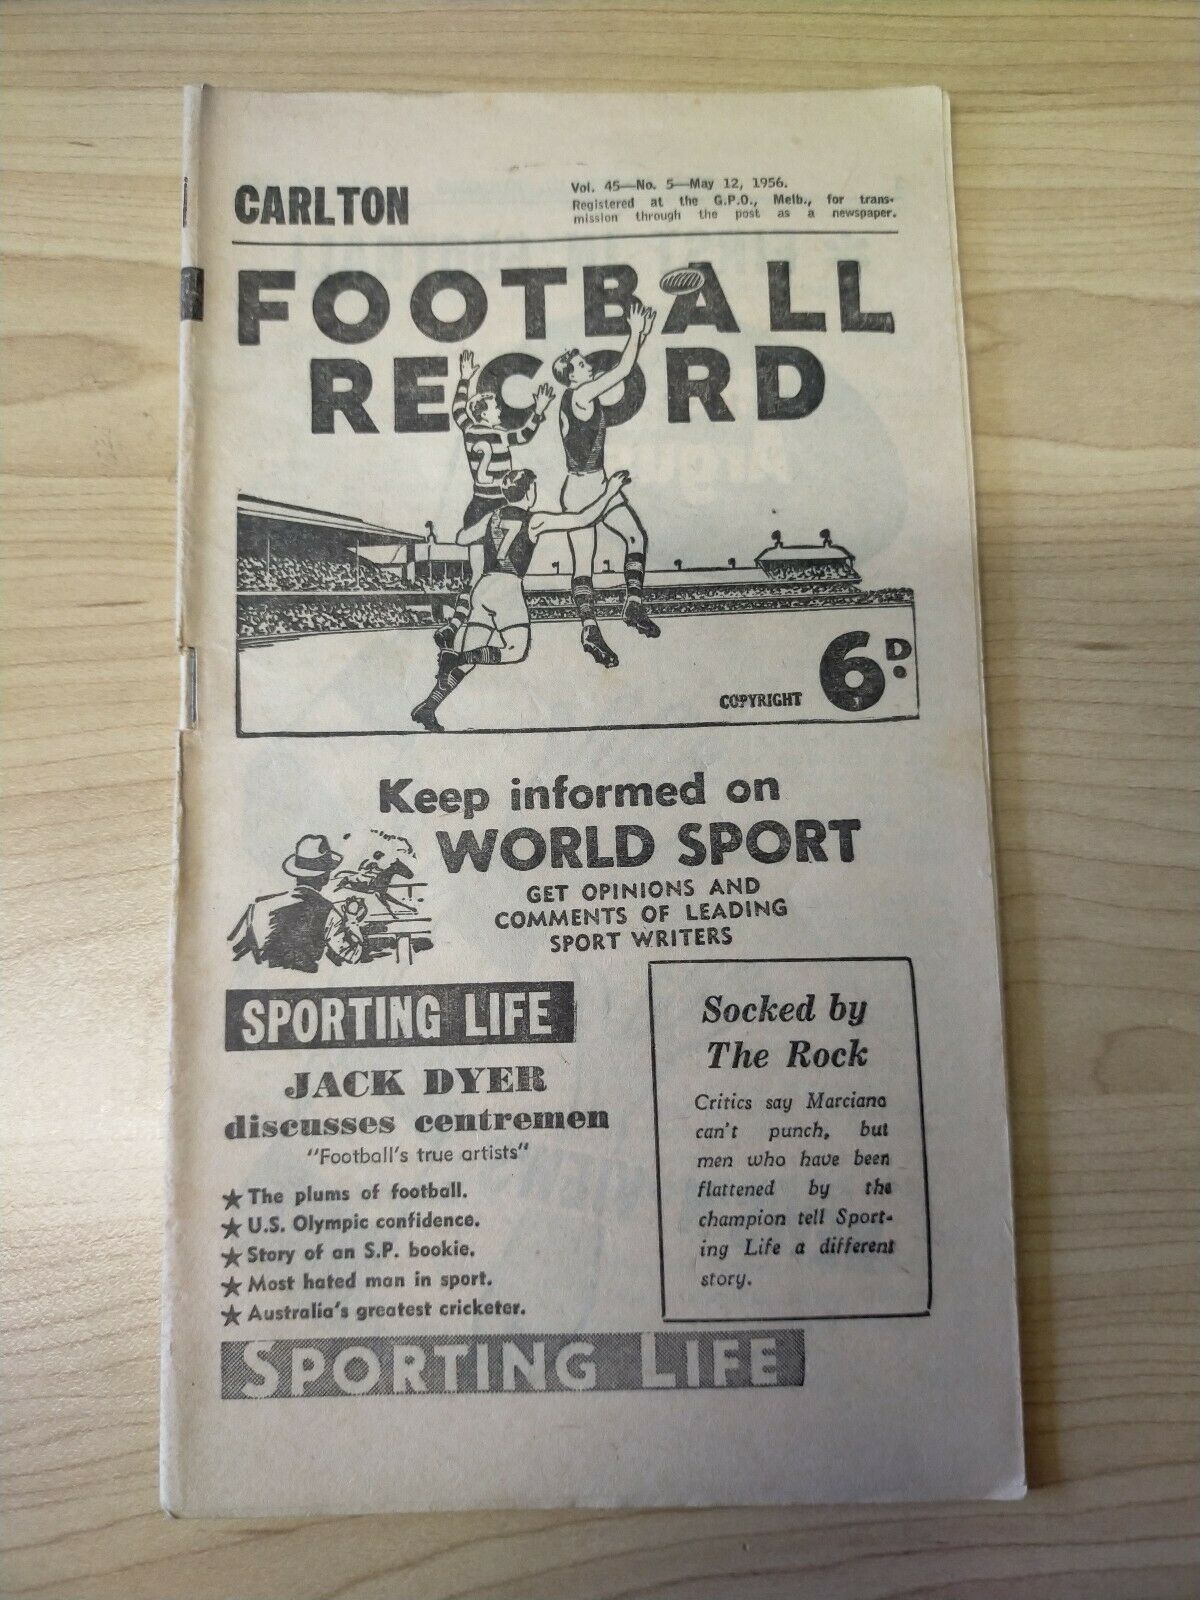 CARLTON
Vol. 45—No. 5—May 12, 1956.
Registered at the G.P.O., Melb., for trans-
mission through the post as a newspaper.
FOOTBALL
RECORD
2
7
COPYRIGHT
6D.
Keep informed on
WORLD SPORT
GET OPINIONS AND
COMMENTS OF LEADING
SPORT WRITERS
SPORTING LIFE
JACK DYER
discusses centremen
"Football's true artists"
★ The plums of football.
★ U.S. Olympic confidence.
★ Story of an S.P. bookie.
★ Most hated man in sport.
★ Australia's greatest cricketer.
Socked by
The Rock
Critics say Marciano
can't punch, but
men who have been
flattened by the
champion tell Sport-
ing Life a different
story.
SPORTING LIFE